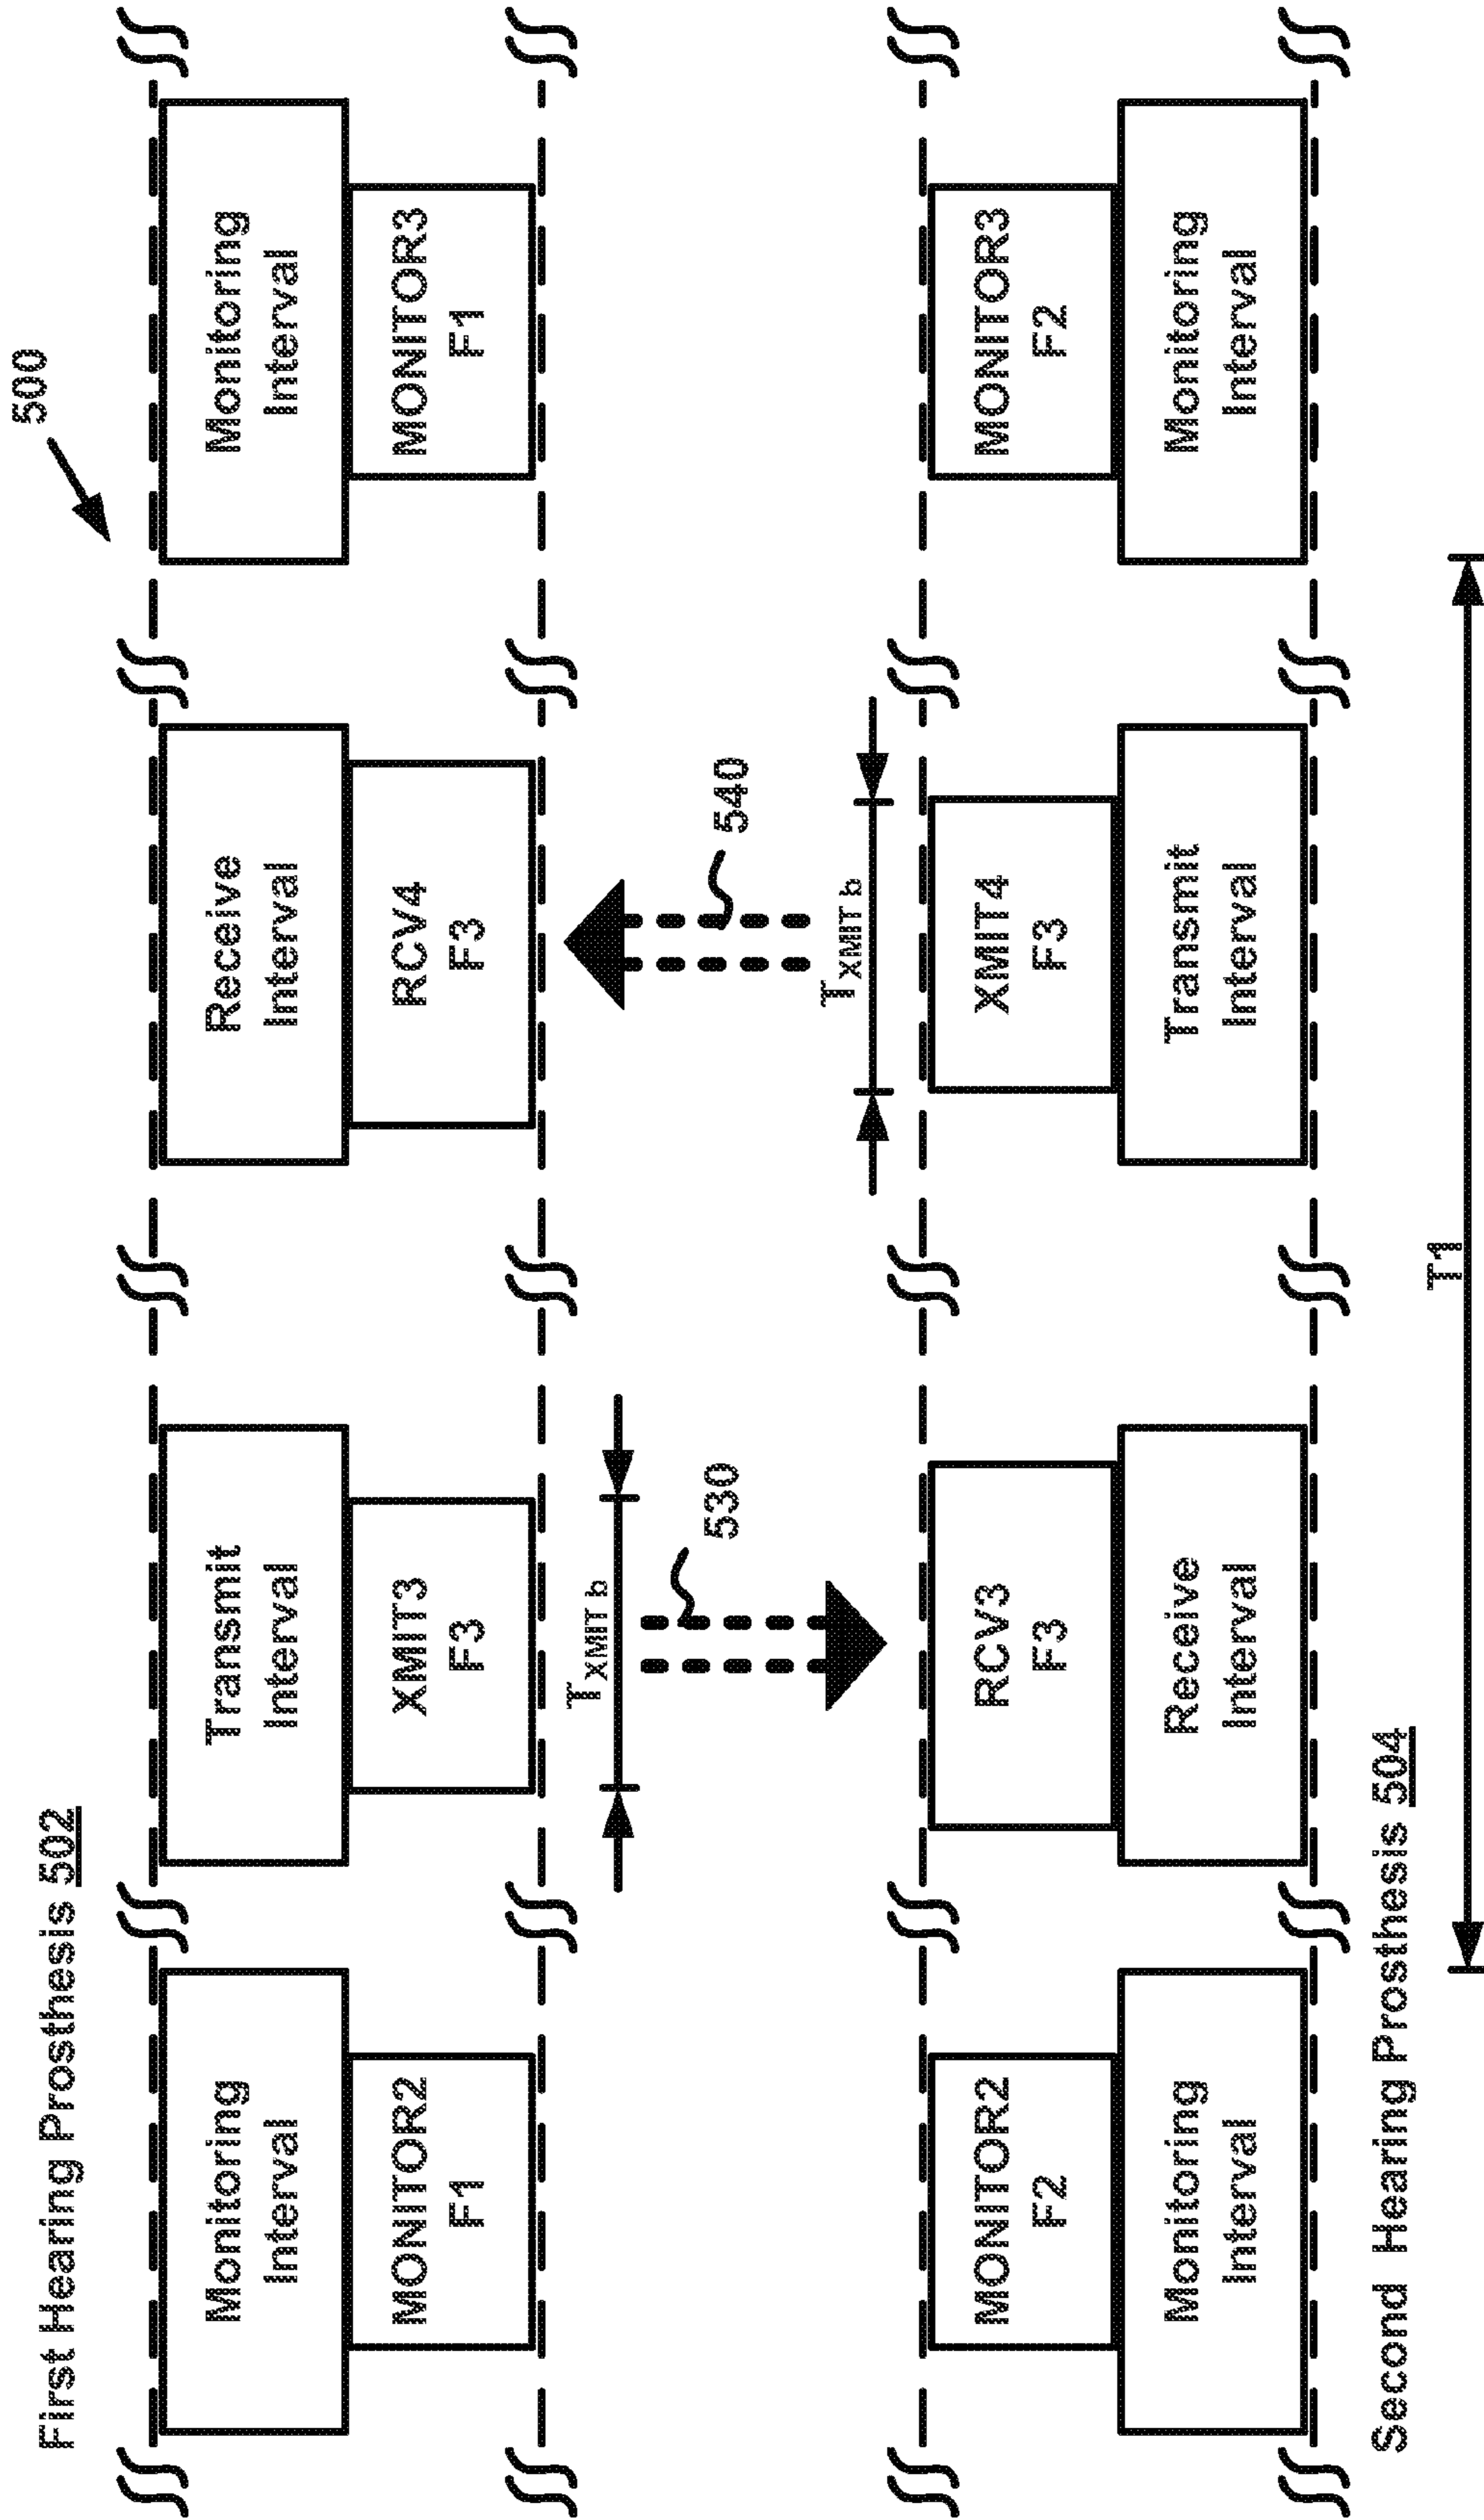 500
First Hearing Prosthesis 502
Monitoring
Interval
MONITOR2
F1
Transmit
Interval
XMIT3
F3
Receive
Interval
RCV4
F3
Monitoring
Interval
MONITOR3
F1
TXMIT b
530
540
TXMIT b
MONITOR2
F2
Monitoring
Interval
RCV3
F3
Receive
Interval
XMIT4
F3
Transmit
Interval
MONITOR3
F2
Monitoring
Interval
Second Hearing Prosthesis 504
T1